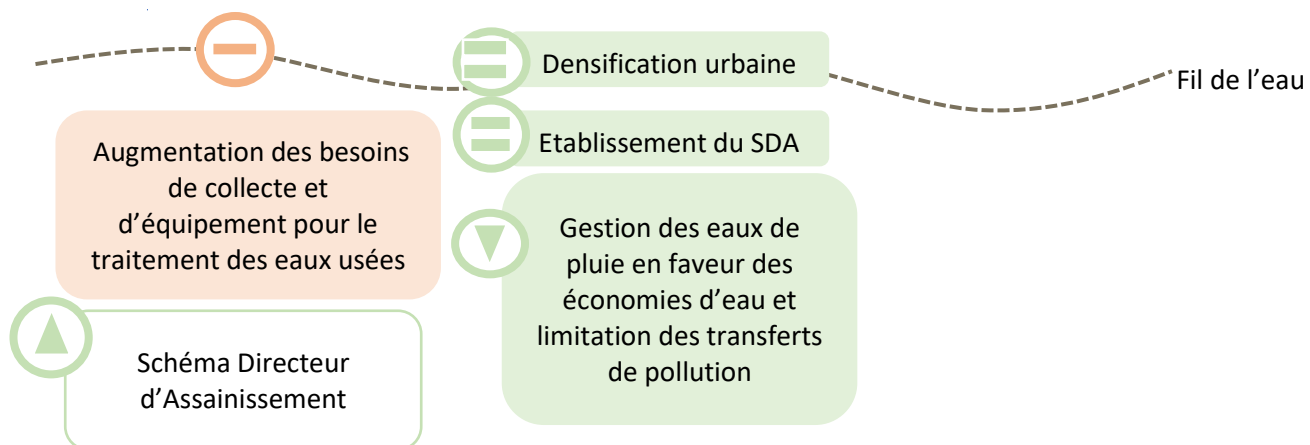 Densification urbaine
Fil de l’eau
Etablissement du SDA
Augmentation des besoins
de collecte et
d’équipement pour le
traitement des eaux usées
Gestion des eaux de
pluie en faveur des
économies d’eau et
limitation des transferts
de pollution
Schéma Directeur
d’Assainissement